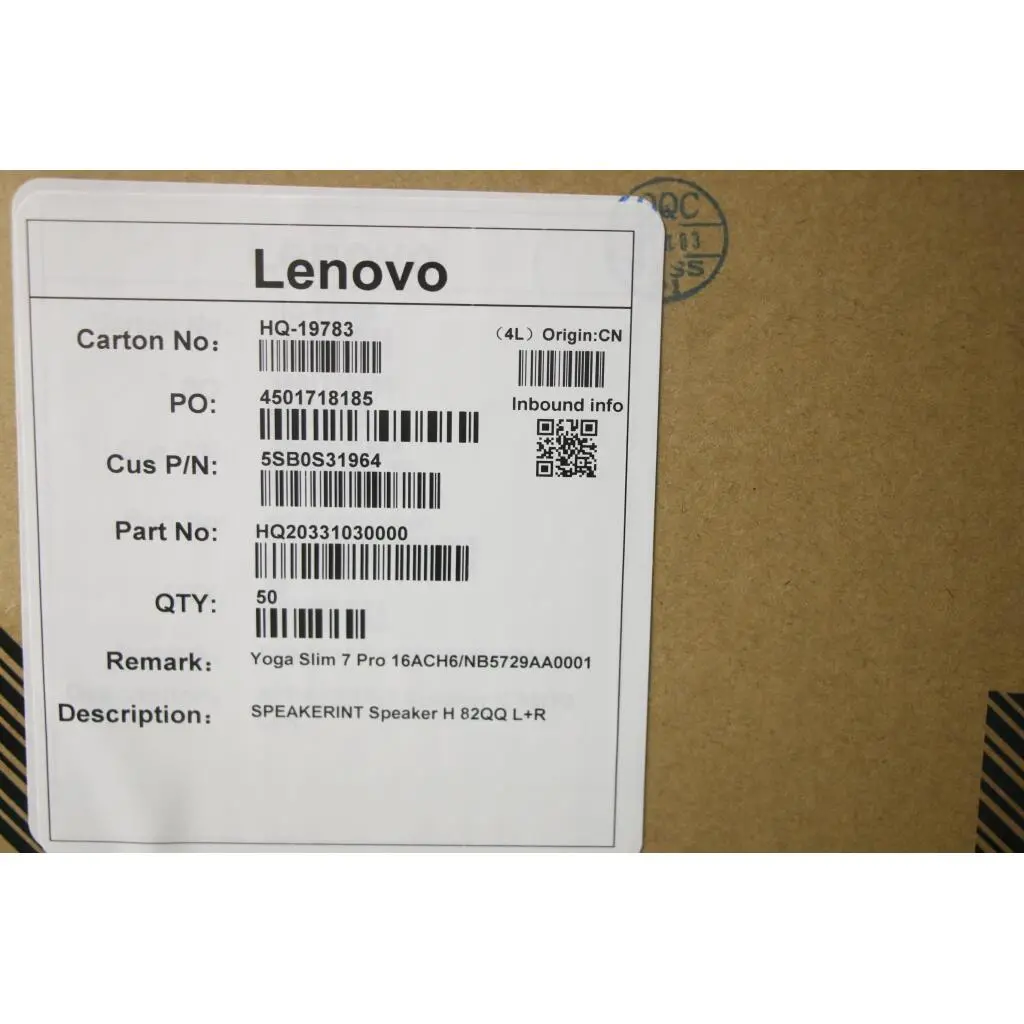 Lenovo
Carton No: HQ-19783
(4L) Origin:CN
PO: 4501718185
Inbound info
Cus P/N: 5SB0S31964
Part No: HQ20331030000
QTY: 50
Remark: Yoga Slim 7 Pro 16ACH6/NB5729AA0001
Description: SPEAKERINT Speaker H 82QQ L+R
QC